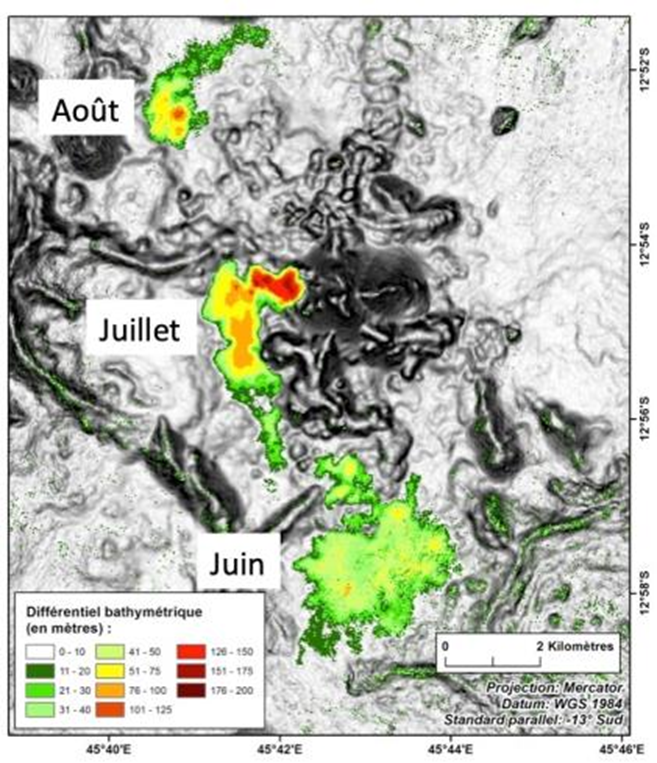 Août
Juillet
Juin
12°52'S
12°54'S
12°56'S
12°58'S
Différentiel bathymétrique
(en mètres) :
0 - 10
11 - 20
21 - 30
31 - 40
41 - 50
51 - 75
76 - 100
101 - 125
126 - 150
151 - 175
176 - 200
0 2 Kilomètres
Projection: Mercator
Datum: WGS 1984
Standard parallel: -13° Sud
45°40'E
45°42'E
45°44'E
45°46'E